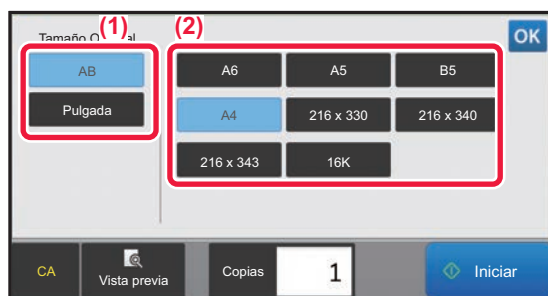 Tamaño O al
(1)
(2)
OK
AB
Pulgada
A6 A5 B5
A4 216 x 330 216 x 340
216 x 343 16K
CA Vista previa Copias 1 Iniciar